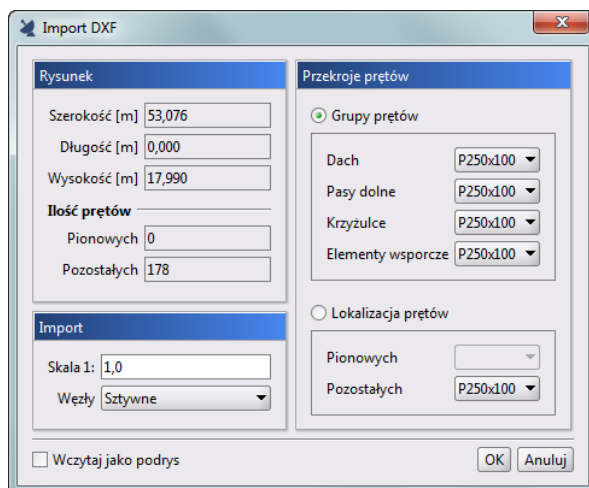 Import DXF
Rysunek
Szerokość [m] 53,076
Długość [m] 0,000
Wysokość [m] 17,990
Ilość prętów
Pionowych 0
Pozostałych 178
Import
Skala 1: 1,0
Węzły Sztywne
Przekroje prętów
Grupy prętów
Dach P250x100
Pasy dolne P250x100
Krzyżulce P250x100
Elementy wsporcze P250x100
Lokalizacja prętów
Pionowych
Pozostałych P250x100
Wczytaj jako podrys
OK Anuluj